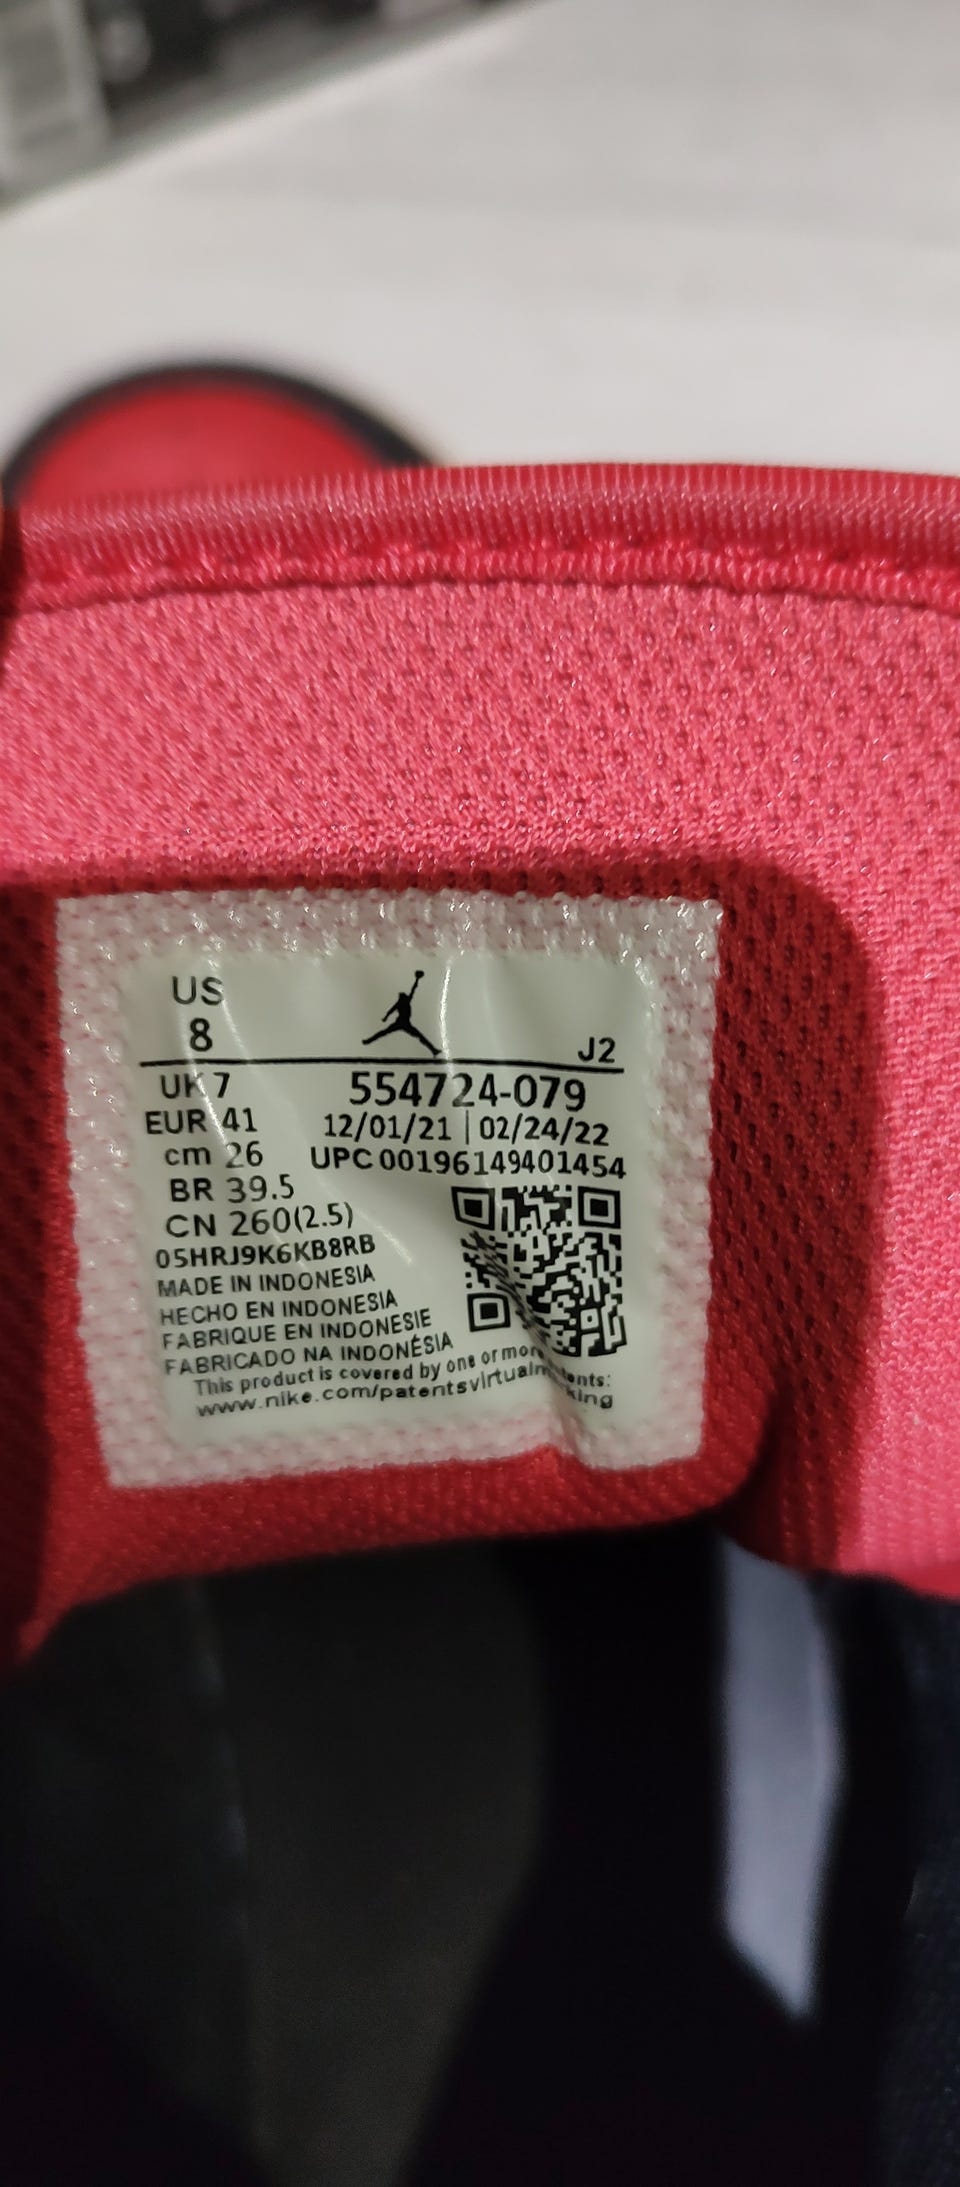 US
8
J2
UK 7
554724-079
EUR 41
12/01/21 | 02/24/22
cm 26
UPC 00196149401454
BR 39.5
CN 260(2.5)
05HRJ9K6KB8RB
MADE IN INDONESIA
HECHO EN INDONESIA
FABRIQUE EN INDONESIE
FABRICADO NA INDONÉSIA
This product is covered by one or more
www.nike.com/patents